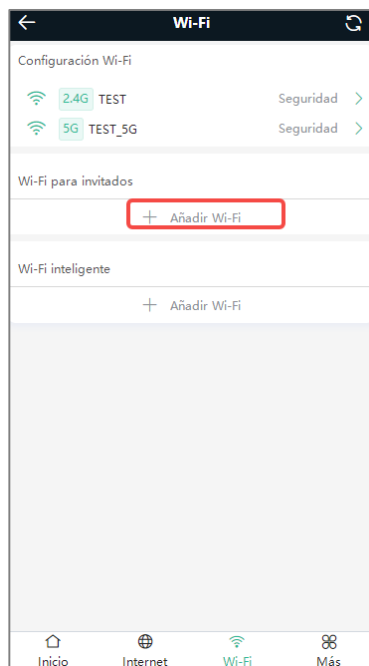 Wi-Fi
Configuración Wi-Fi
2.4G TEST Seguridad
5G TEST_5G Seguridad
Wi-Fi para invitados
+ Añadir Wi-Fi
Wi-Fi inteligente
+ Añadir Wi-Fi
Inicio Internet Wi-Fi Más